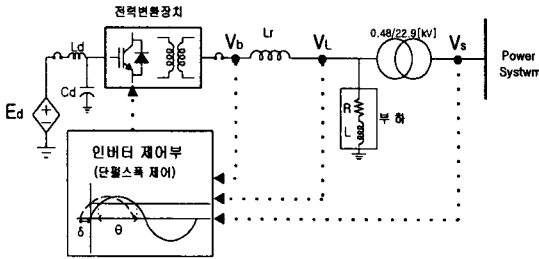 전력변환장치
Ld
Cd
Ed
Vb
Lr
VL
0.48/22.9[kV]
Vs
Power
Systwm
R
L
부하
인버터 제어부
(단펄스폭 제어)
δ
θ